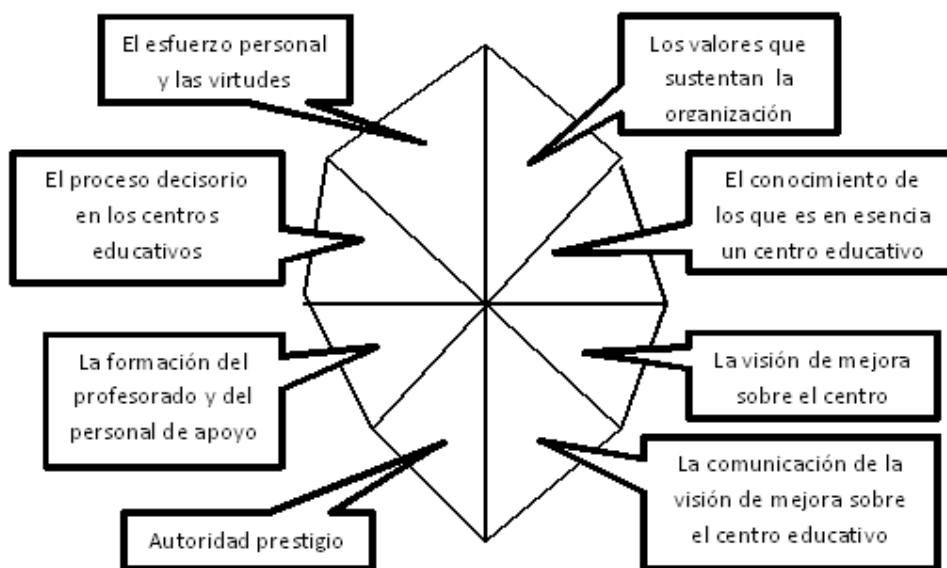 El esfuerzo personal
y las virtudes
Los valores que
sustentan la
organización
El proceso decisorio
en los centros
educativos
El conocimiento de
los que es en esencia
un centro educativo
La formación del
profesorado y del
personal de apoyo
La visión de mejora
sobre el centro
Autoridad prestigio
La comunicación de la
visión de mejora sobre
el centro educativo